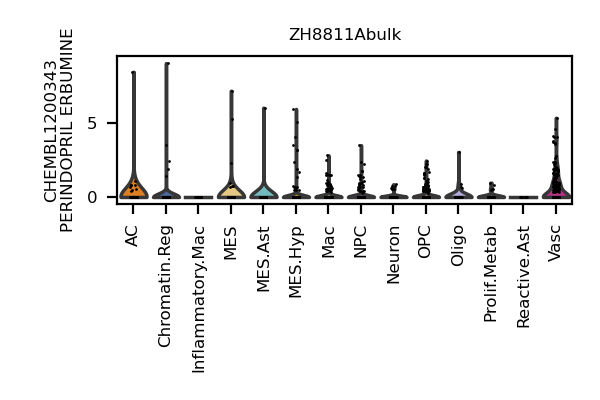 ZH8811Abulk
CHEMBL1200343
PERINDOPRIL ERBUMINE
5
0
AC
Chromatin.Reg
Inflammatory.Mac
MES
MES.Ast
MES.Hyp
Mac
NPC
Neuron
OPC
Oligo
Prolif.Metab
Reactive.Ast
Vasc